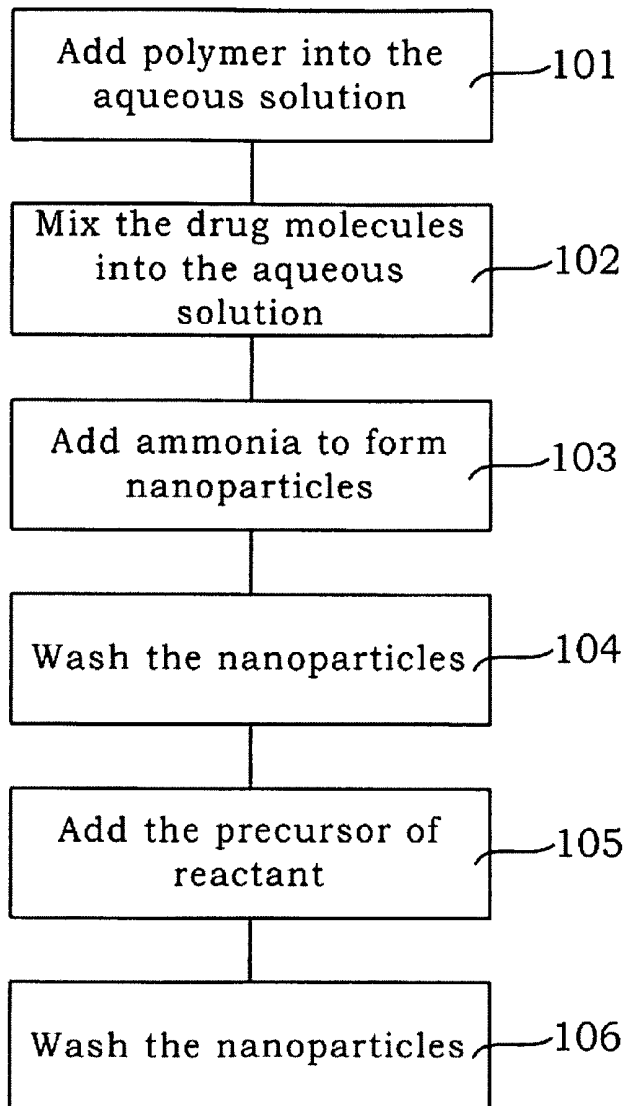 Add polymer into the
aqueous solution
101
Mix the drug molecules
into the aqueous
solution
102
Add ammonia to form
nanoparticles
103
Wash the nanoparticles
104
Add the precursor of
reactant
105
Wash the nanoparticles
106